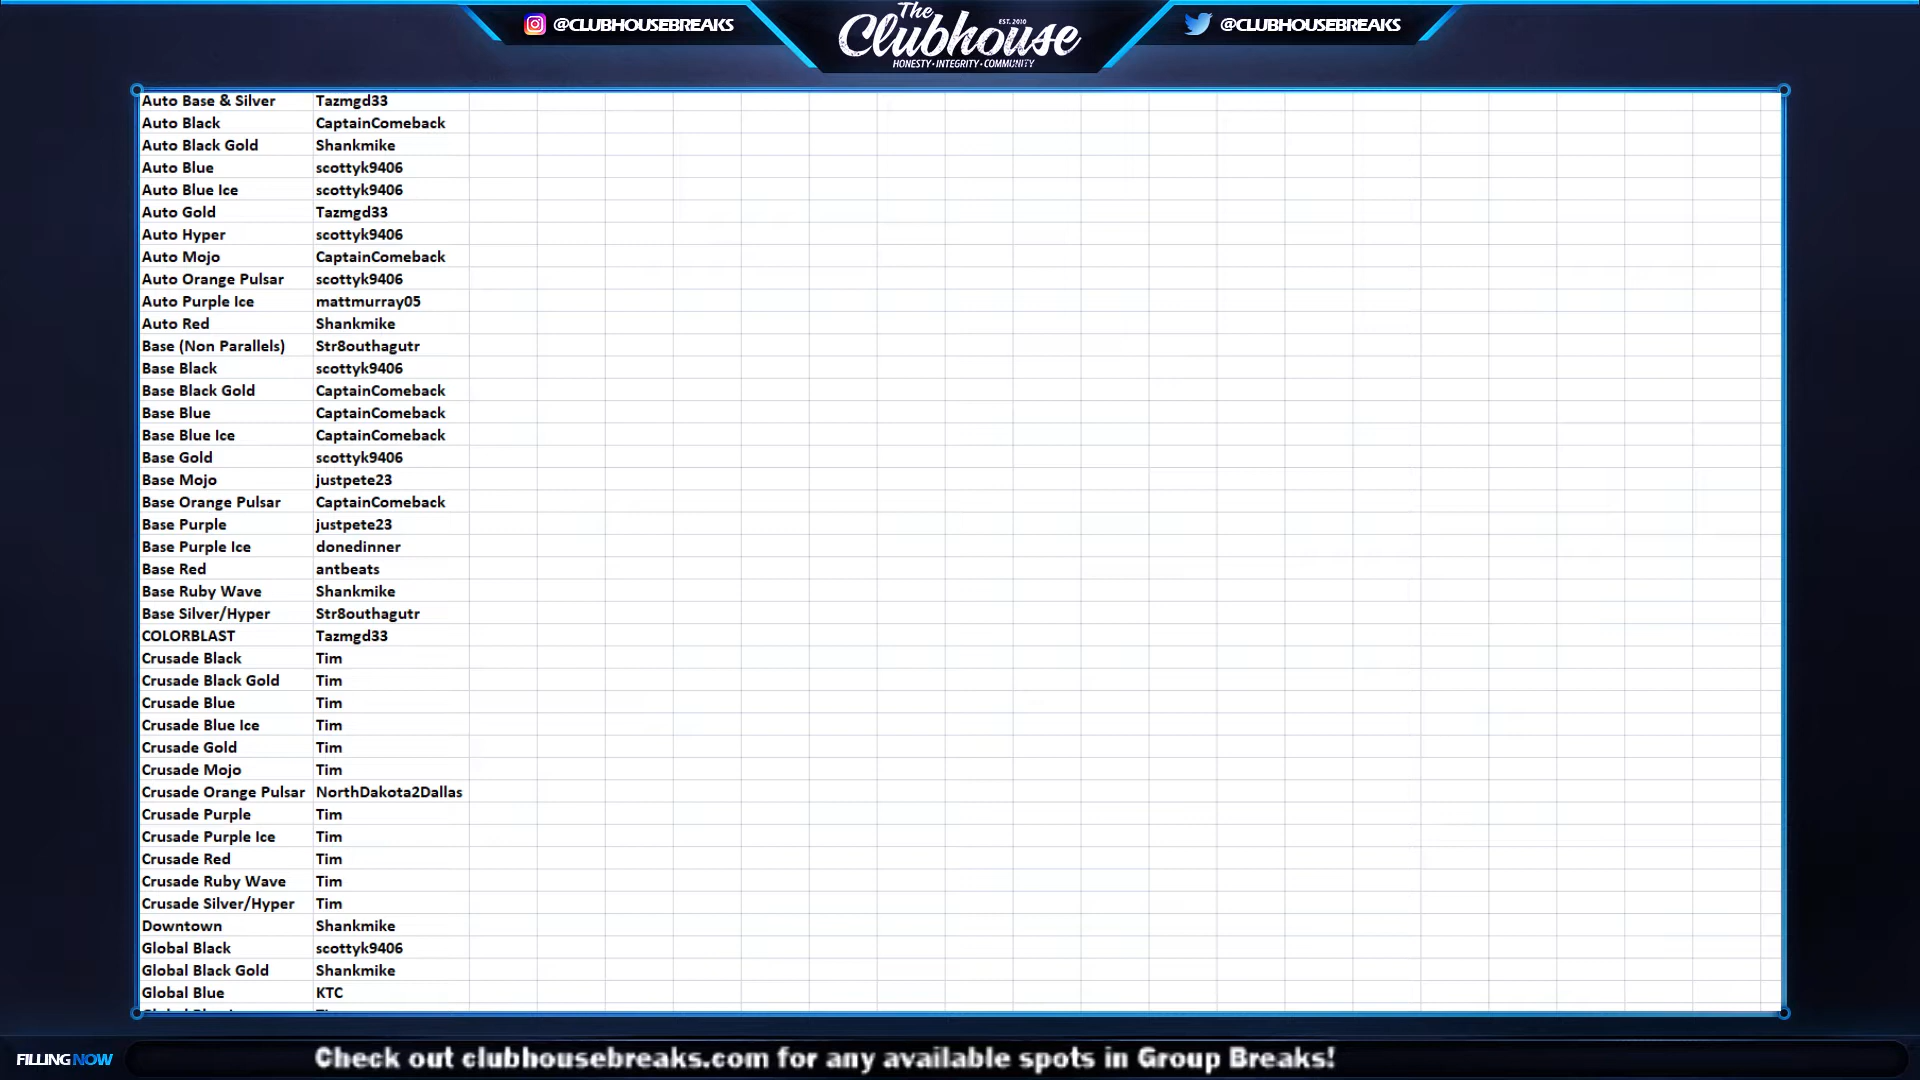 @CLUBHOUSEBREAKS
The Clubhouse
EST. 2010
HONESTY • INTEGRITY • COMMUNITY
@CLUBHOUSEBREAKS
Auto Base & Silver Tazmgd33
Auto Black CaptainComeback
Auto Black Gold Shankmike
Auto Blue scottyk9406
Auto Blue Ice scottyk9406
Auto Gold Tazmgd33
Auto Hyper scottyk9406
Auto Mojo CaptainComeback
Auto Orange Pulsar scottyk9406
Auto Purple Ice mattmurray05
Auto Red Shankmike
Base (Non Parallels) Str8outhagutr
Base Black scottyk9406
Base Black Gold CaptainComeback
Base Blue CaptainComeback
Base Blue Ice CaptainComeback
Base Gold scottyk9406
Base Mojo justpete23
Base Orange Pulsar CaptainComeback
Base Purple justpete23
Base Purple Ice donedinner
Base Red antbeats
Base Ruby Wave Shankmike
Base Silver/Hyper Str8outhagutr
COLORBLAST Tazmgd33
Crusade Black Tim
Crusade Black Gold Tim
Crusade Blue Tim
Crusade Blue Ice Tim
Crusade Gold Tim
Crusade Mojo Tim
Crusade Orange Pulsar NorthDakota2Dallas
Crusade Purple Tim
Crusade Purple Ice Tim
Crusade Red Tim
Crusade Ruby Wave Tim
Crusade Silver/Hyper Tim
Downtown Shankmike
Global Black scottyk9406
Global Black Gold Shankmike
Global Blue KTC
FILLING NOW
Check out clubhousebreaks.com for any available spots in Group Breaks!